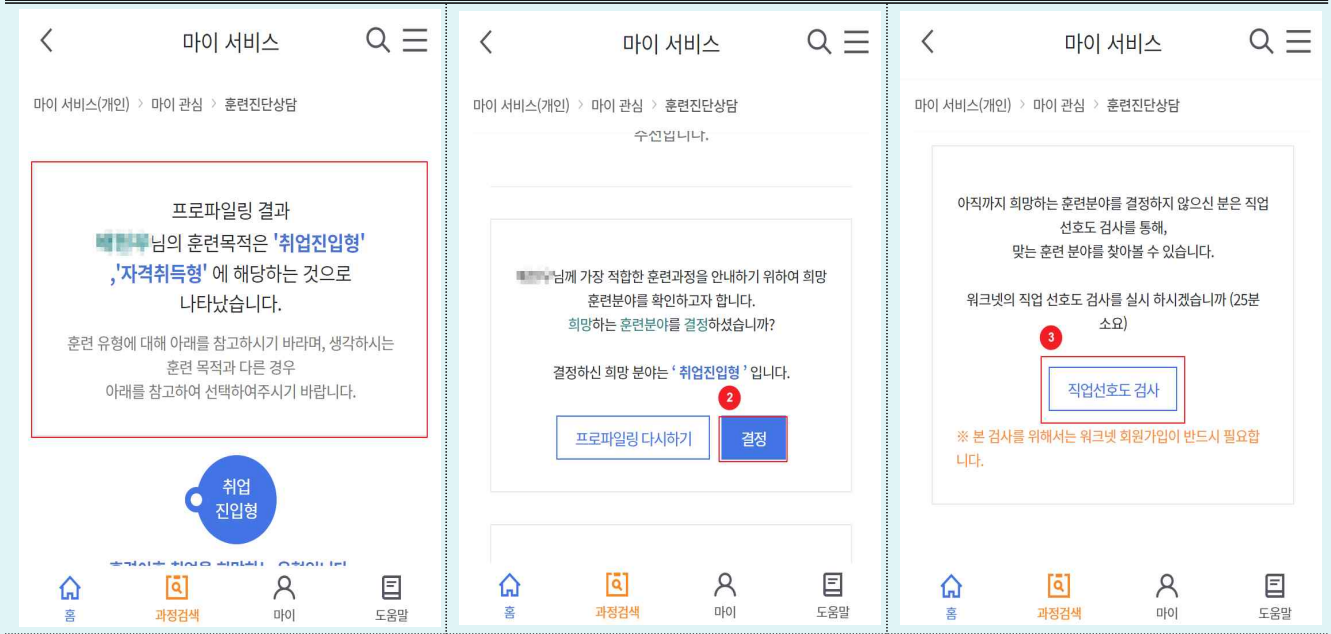 마이 서비스
마이 서비스(개인) > 마이 관심 > 훈련진단상담
프로파일링 결과
님의 훈련목적은 '취업진입형'
,'자격취득형' 에 해당하는 것으로
나타났습니다.
훈련 유형에 대해 아래를 참고하시기 바라며, 생각하시는
훈련 목적과 다른 경우
아래를 참고하여 선택하여주시기 바랍니다.
취업
진입형
홈
과정검색
마이
도움말
마이 서비스
마이 서비스(개인) > 마이 관심 > 훈련진단상담
님께 가장 적합한 훈련과정을 안내하기 위하여 희망
훈련분야를 확인하고자 합니다.
희망하는 훈련분야를 결정하셨습니까?
결정하신 희망 분야는 ‘ 취업진입형 ’ 입니다.
2
프로파일링 다시하기
결정
홈
과정검색
마이
도움말
마이 서비스
마이 서비스(개인) > 마이 관심 > 훈련진단상담
아직까지 희망하는 훈련분야를 결정하지 않으신 분은 직업
선호도 검사를 통해,
맞는 훈련 분야를 찾아볼 수 있습니다.
워크넷의 직업 선호도 검사를 실시 하시겠습니까 (25분
소요)
3
직업선호도 검사
※ 본 검사를 위해서는 워크넷 회원가입이 반드시 필요합
니다.
홈
과정검색
마이
도움말